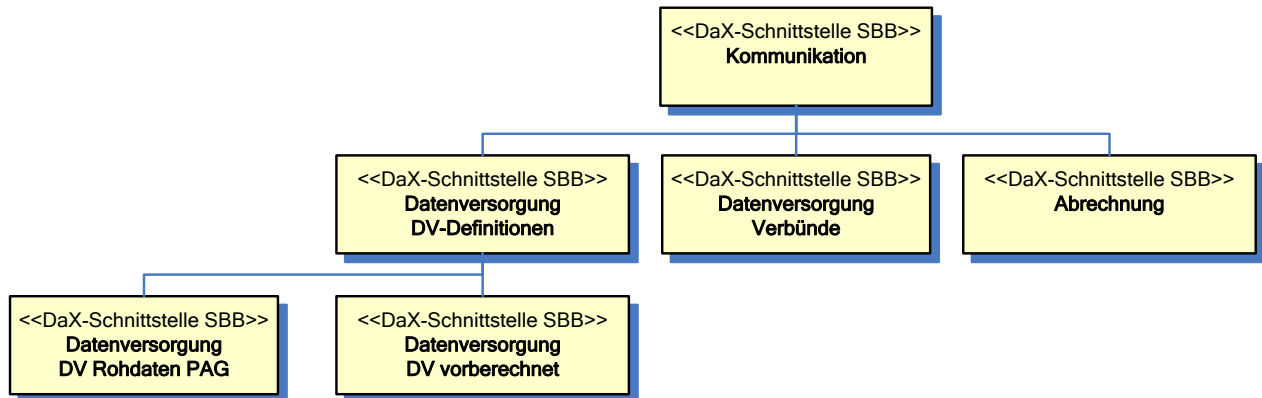 <<DaX-Schnittstelle SBB>>
Kommunikation
<<DaX-Schnittstelle SBB>>
Datenversorgung
DV-Definitionen
<<DaX-Schnittstelle SBB>>
Datenversorgung
Verbünde
<<DaX-Schnittstelle SBB>>
Abrechnung
<<DaX-Schnittstelle SBB>>
Datenversorgung
DV Rohdaten PAG
<<DaX-Schnittstelle SBB>>
Datenversorgung
DV vorberechnet